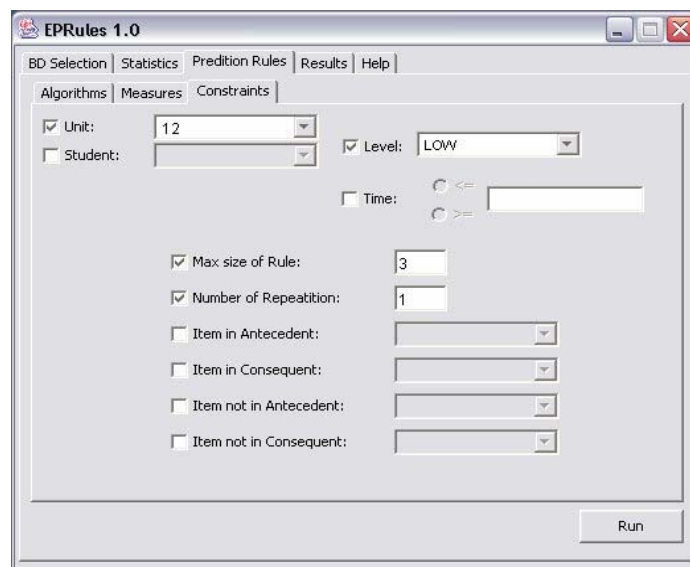 EPRules 1.0
BD Selection Statistics Predition Rules Results Help
Algorithms Measures Constraints
Unit: 12
Level: LOW
Student:
Time: <=
>=
Max size of Rule: 3
Number of Repeatition: 1
Item in Antecedent:
Item in Consequent:
Item not in Antecedent:
Item not in Consequent:
Run